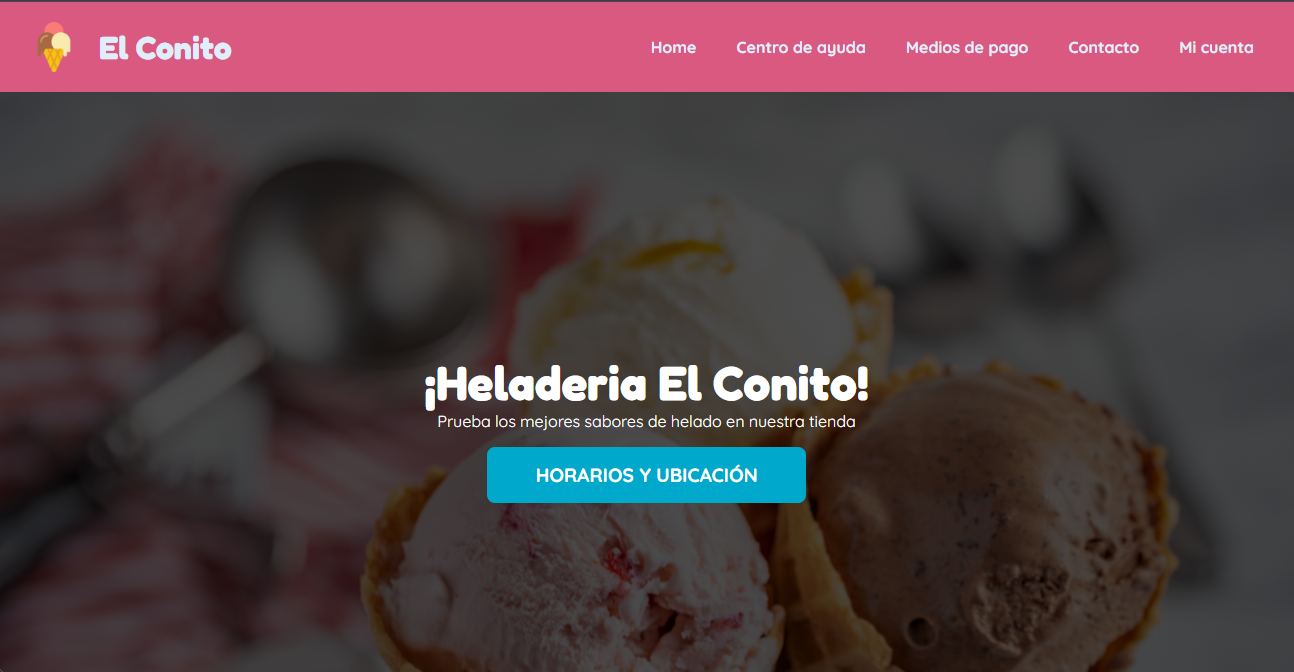 El Conito
Home Centro de ayuda Medios de pago Contacto Mi cuenta
¡Heladeria El Conito!
Prueba los mejores sabores de helado en nuestra tienda
HORARIOS Y UBICACIÓN